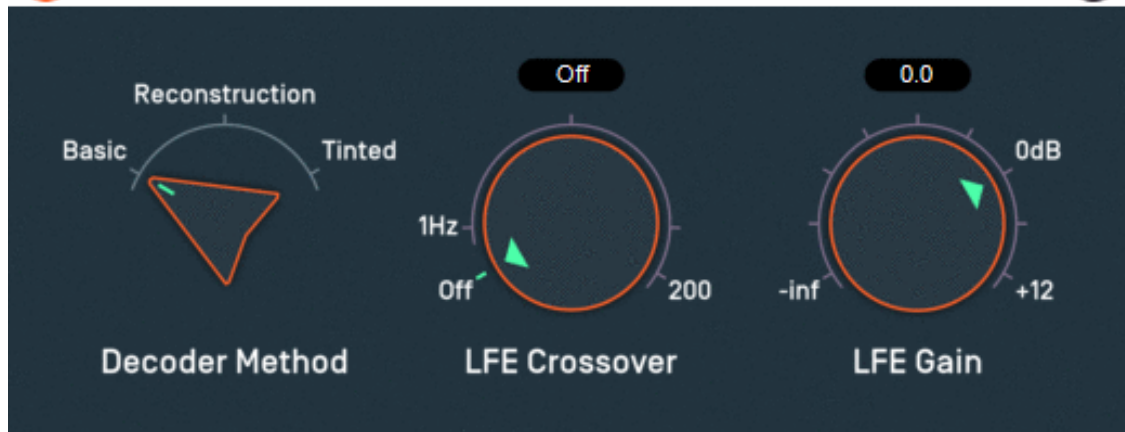 Reconstruction
Basic
Tinted
Decoder Method
Off
1Hz
Off
200
LFE Crossover
0.0
0dB
-inf
+12
LFE Gain